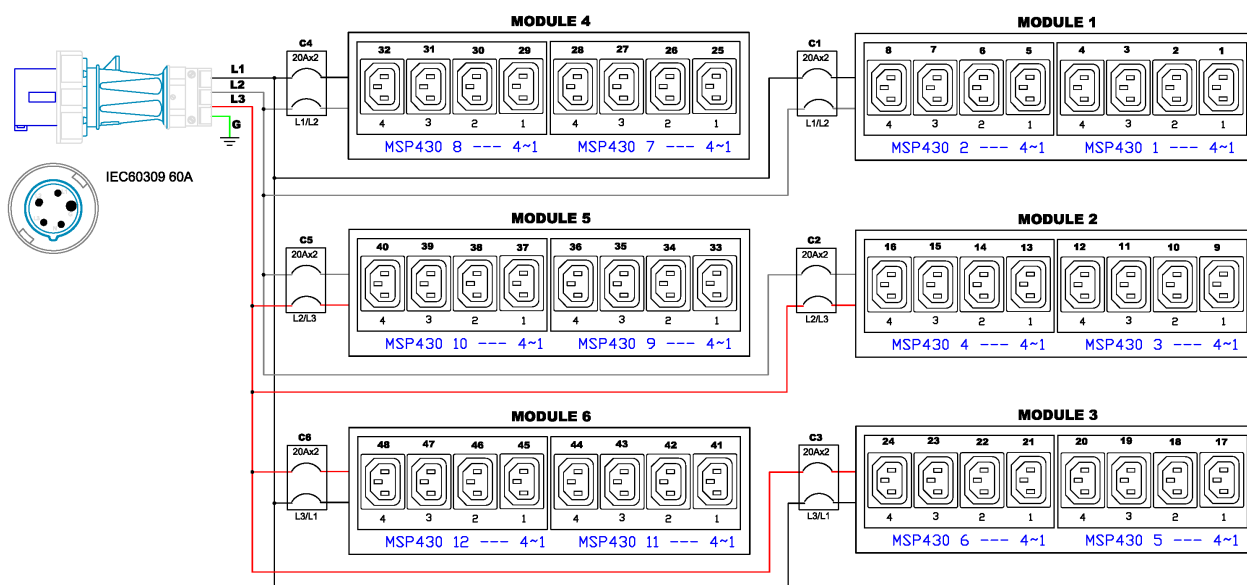 MODULE 4
MODULE 1
C4
20Ax2
32 31 30 29 28 27 26 25
C1
20Ax2
8 7 6 5 4 3 2 1
L1
L2
L3
G
L1/L2
4 3 2 1 4 3 2 1
L1/L2
4 3 2 1 4 3 2 1
MSP430 8 --- 4~1 MSP430 7 --- 4~1
MSP430 2 --- 4~1 MSP430 1 --- 4~1
IEC60309 60A
MODULE 5
MODULE 2
C5
20Ax2
40 39 38 37 36 35 34 33
C2
20Ax2
16 15 14 13 12 11 10 9
L2/L3
4 3 2 1 4 3 2 1
L2/L3
4 3 2 1 4 3 2 1
MSP430 10 --- 4~1 MSP430 9 --- 4~1
MSP430 4 --- 4~1 MSP430 3 --- 4~1
MODULE 6
MODULE 3
C6
20Ax2
48 47 46 45 44 43 42 41
C3
20Ax2
24 23 22 21 20 19 18 17
L3/L1
4 3 2 1 4 3 2 1
L3/L1
4 3 2 1 4 3 2 1
MSP430 12 --- 4~1 MSP430 11 --- 4~1
MSP430 6 --- 4~1 MSP430 5 --- 4~1